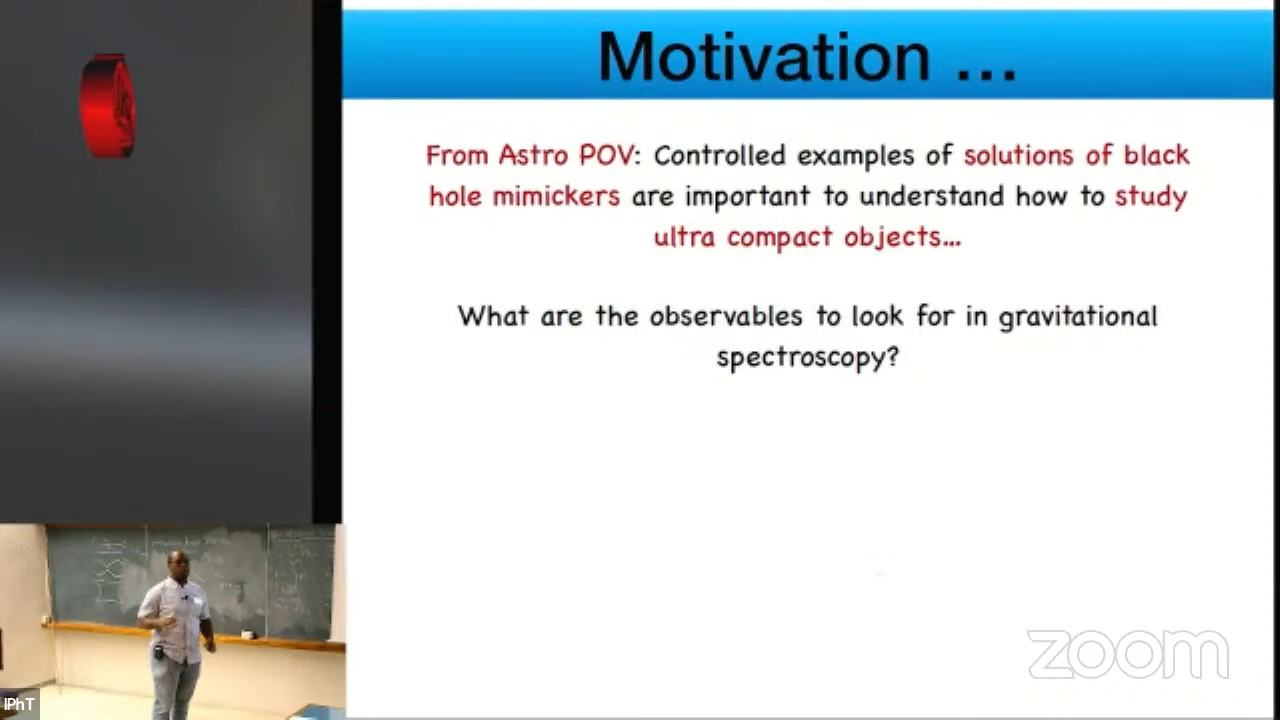 Motivation ...
From Astro POV: Controlled examples of solutions of black
hole mimickers are important to understand how to study
ultra compact objects...
What are the observables to look for in gravitational
spectroscopy?
zoom
IPhT